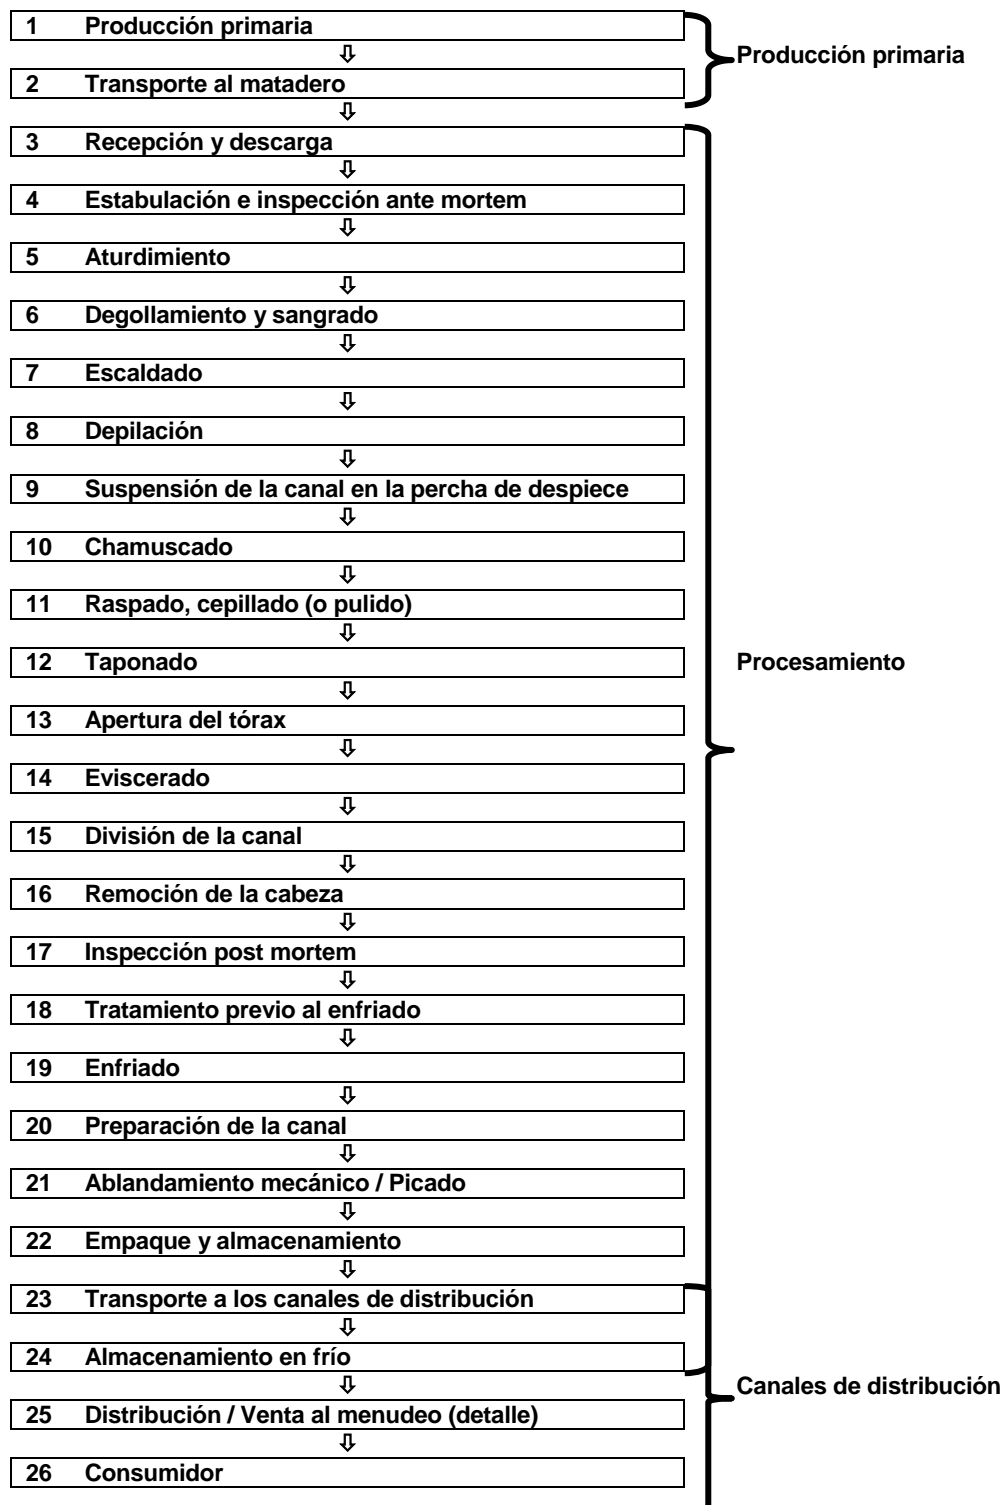 1 Producción primaria
⇩
Producción primaria
2 Transporte al matadero
⇩
3 Recepción y descarga
⇩
4 Estabulación e inspección ante mortem
⇩
5 Aturdimiento
⇩
6 Degollamiento y sangrado
⇩
7 Escaldado
⇩
8 Depilación
⇩
9 Suspensión de la canal en la percha de despiece
⇩
10 Chamuscado
⇩
11 Raspado, cepillado (o pulido)
⇩
12 Taponado
Procesamiento
⇩
13 Apertura del tórax
⇩
14 Eviscerado
⇩
15 División de la canal
⇩
16 Remoción de la cabeza
⇩
17 Inspección post mortem
⇩
18 Tratamiento previo al enfriado
⇩
19 Enfriado
⇩
20 Preparación de la canal
⇩
21 Ablandamiento mecánico / Picado
⇩
22 Empaque y almacenamiento
⇩
23 Transporte a los canales de distribución
⇩
24 Almacenamiento en frío
⇩
Canales de distribución
25 Distribución / Venta al menudeo (detalle)
⇩
26 Consumidor